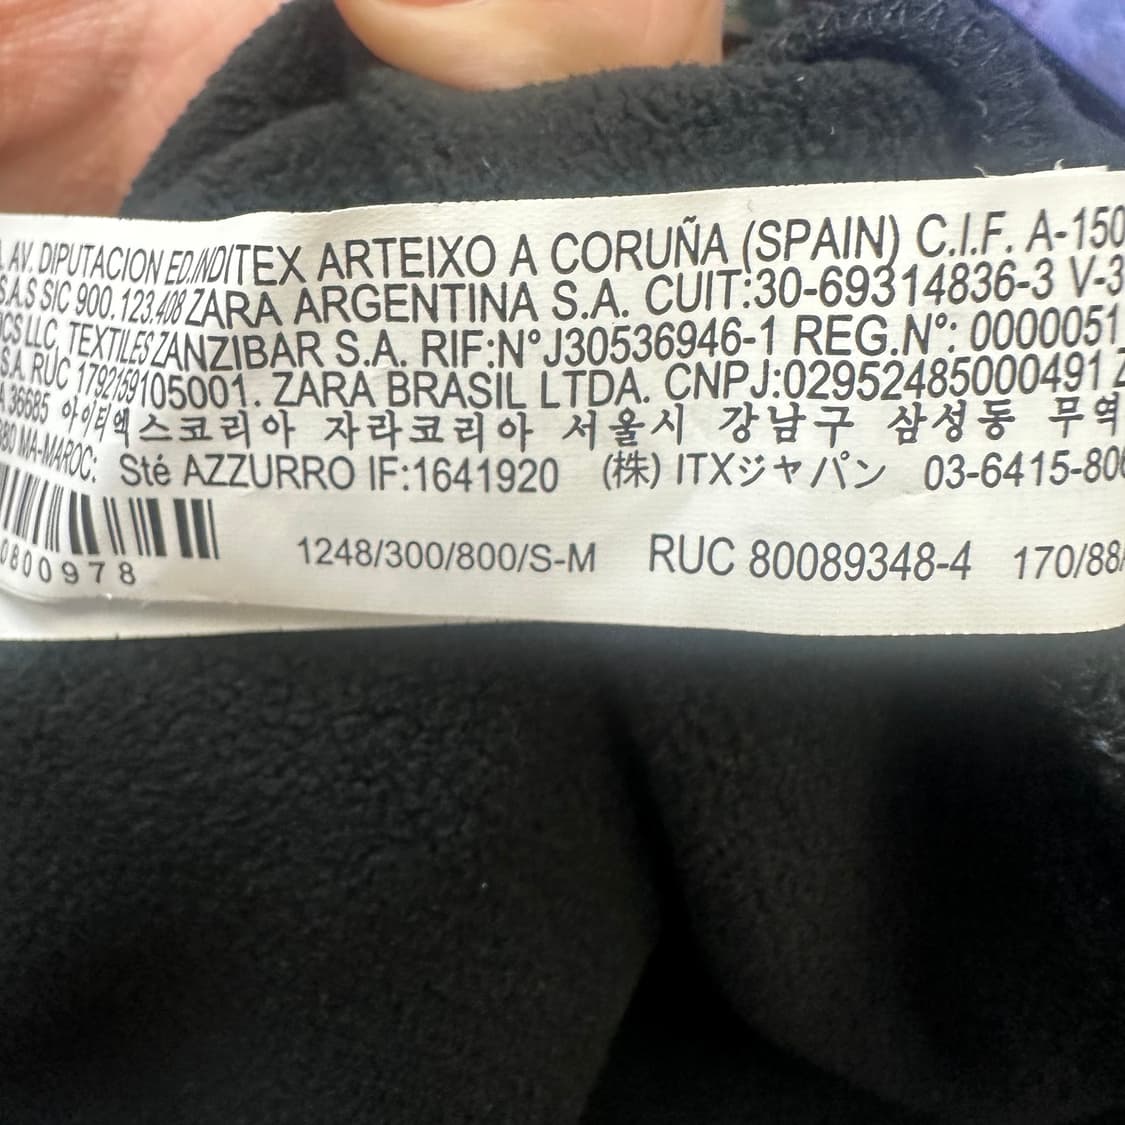 AV. DIPUTACION ED.INDITEX ARTEIXO A CORUÑA (SPAIN) C.I.F. A-150
S.A.S SIC 900.123.408 ZARA ARGENTINA S.A. CUIT:30-69314836-3 V-3
LLC, TEXTILES ZANZIBAR S.A. RIF:N°J30536946-1 REG.N°: 0000051
S.A. RUC 1792159105001. ZARA BRASIL LTDA. CNPJ:02952485000491 Z
36685 아이티엑스코리아 자라코리아 서울시 강남구 삼성동 무역
MA-MAROC: Sté AZZURRO IF:1641920 (株) ITXジャパン 03-6415-80
0800978 1248/300/800/S-M RUC 80089348-4 170/88